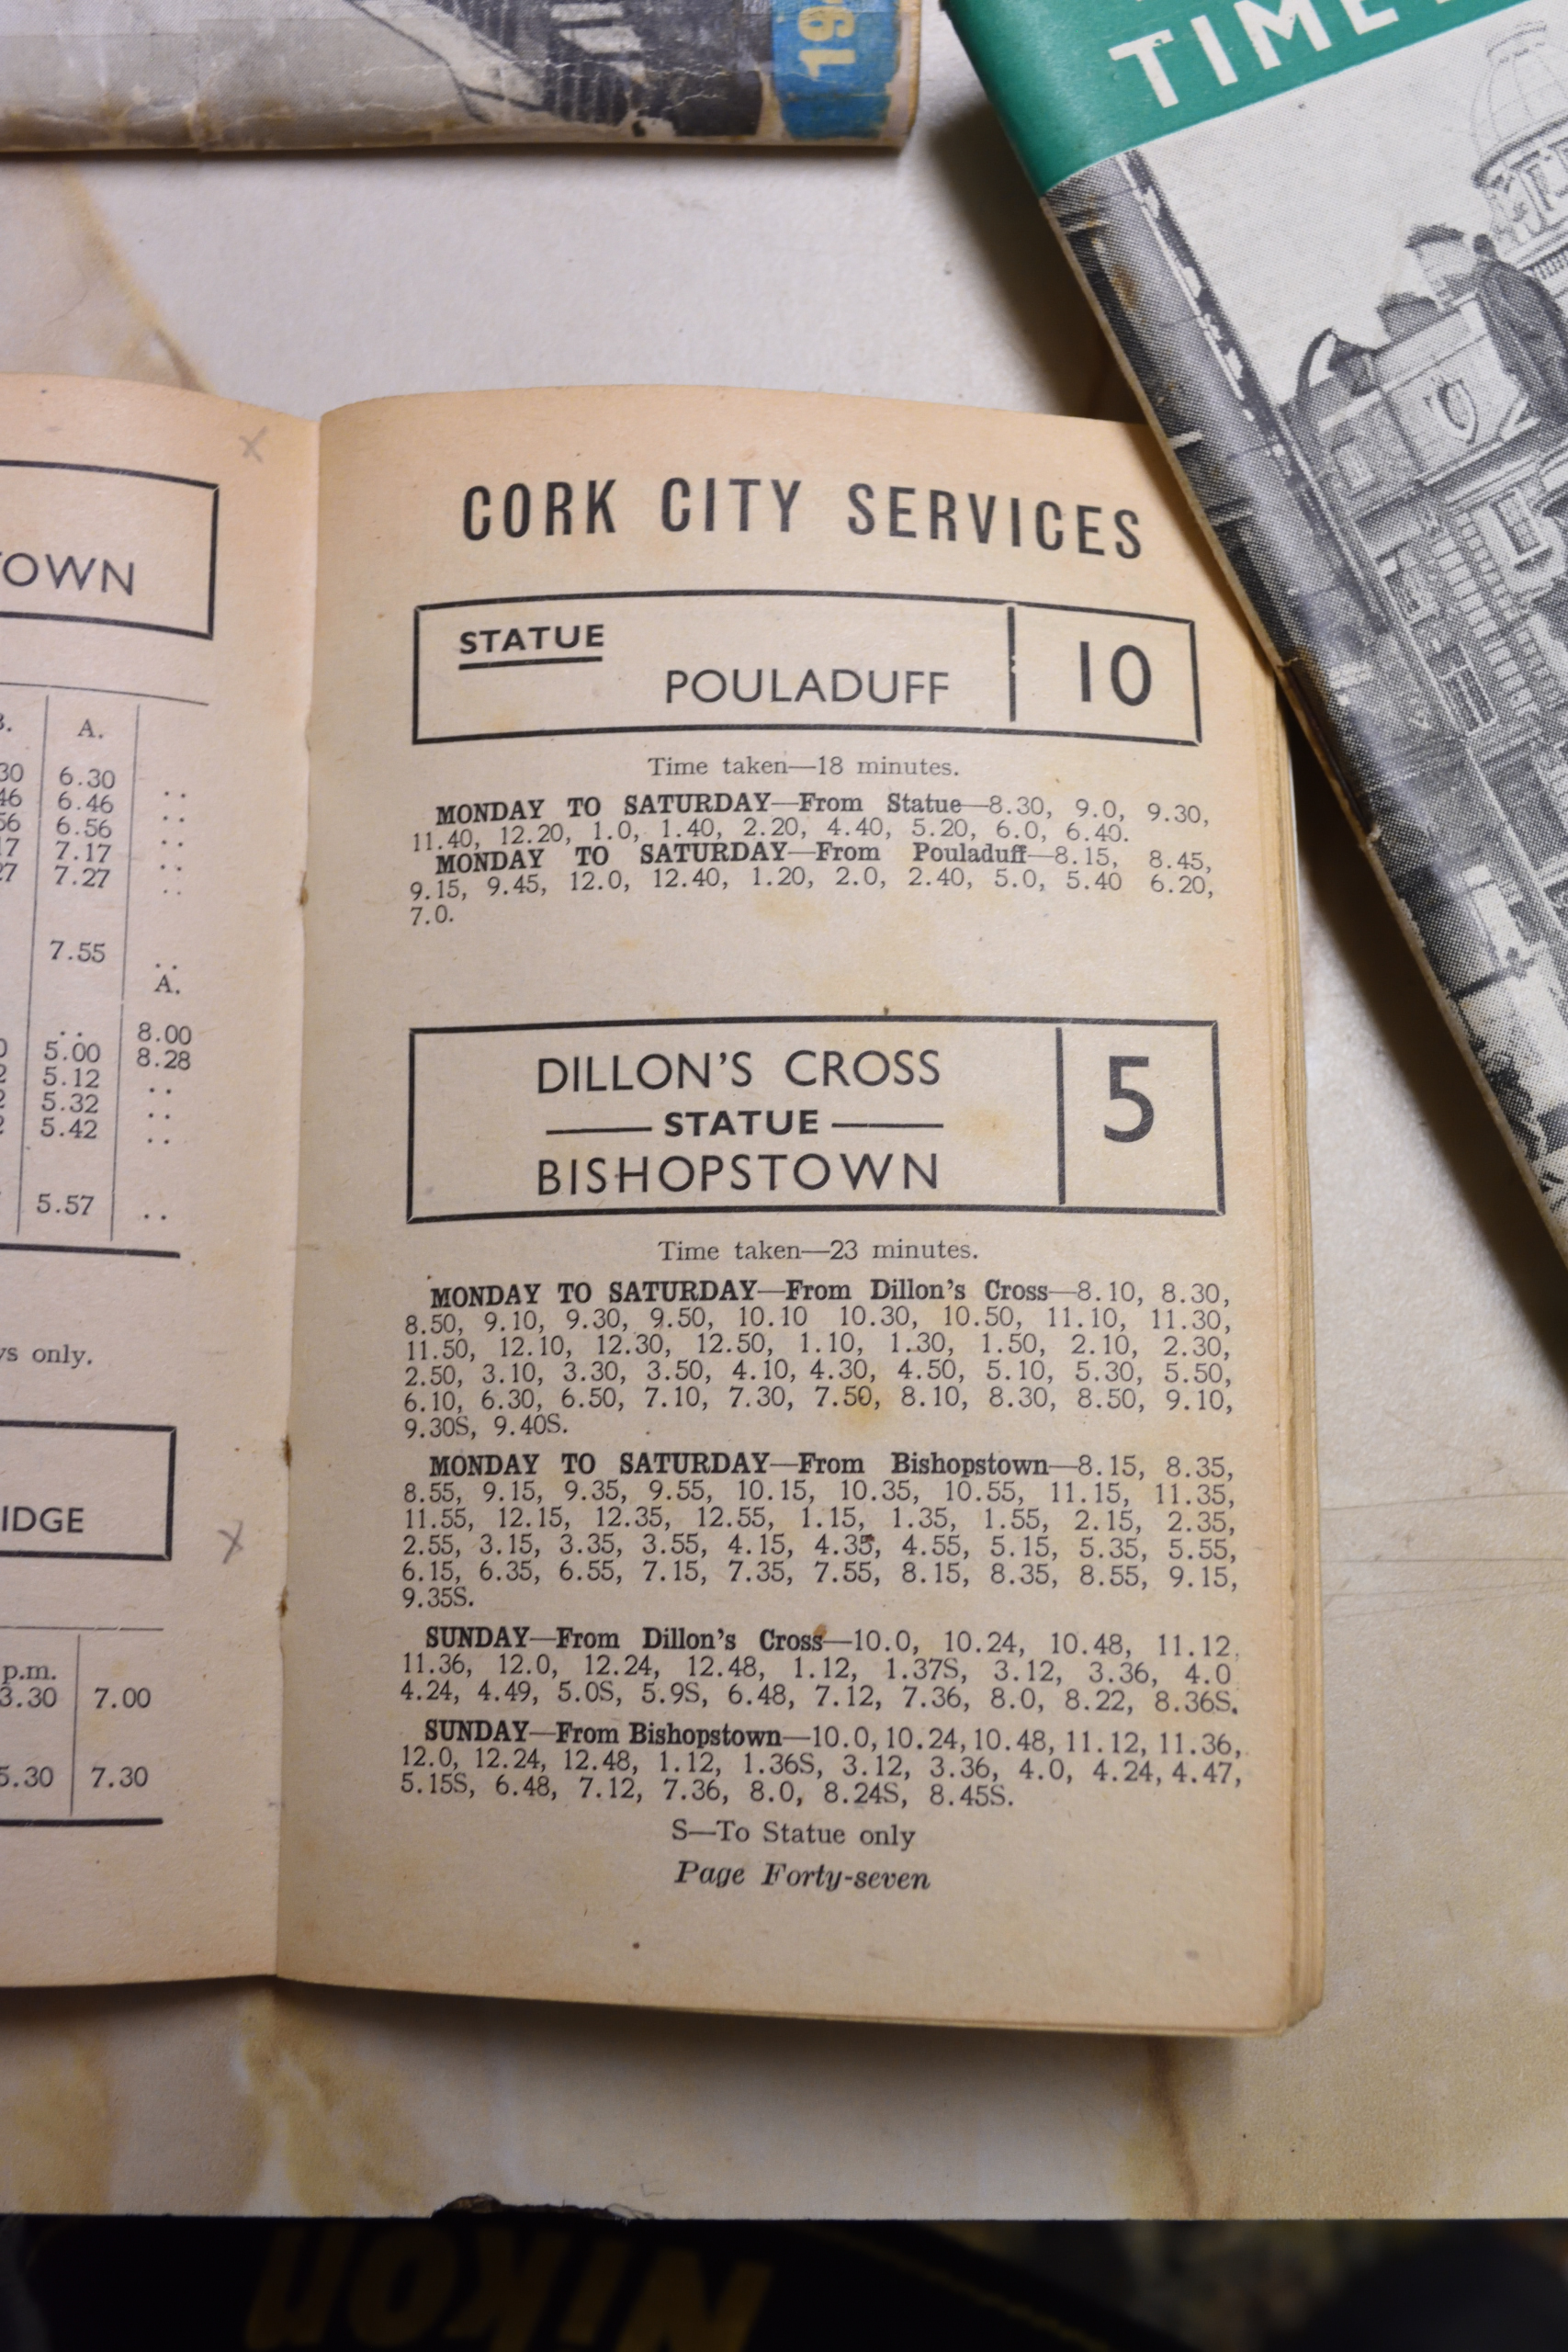 19
TIME
OWN
A.
30 6.30 ..
46 6.46 ..
56 6.56 ..
17 7.17 ..
27 7.27 ..
7.55 ..
A.
.. 8.00
5.00 8.28
5.12 ..
5.32 ..
5.42 ..
5.57 ..
only.
IDGE
p.m.
3.30 7.00
5.30 7.30
X
X
CORK CITY SERVICES
STATUE
POULADUFF
10
Time taken—18 minutes.
MONDAY TO SATURDAY—From Statue—8.30, 9.0, 9.30,
11.40, 12.20, 1.0, 1.40, 2.20, 4.40, 5.20, 6.0, 6.40.
MONDAY TO SATURDAY—From Pouladuff—8.15, 8.45,
9.15, 9.45, 12.0, 12.40, 1.20, 2.0, 2.40, 5.0, 5.40 6.20,
7.0.
DILLON'S CROSS
—STATUE—
BISHOPSTOWN
5
Time taken—23 minutes.
MONDAY TO SATURDAY—From Dillon's Cross—8.10, 8.30,
8.50, 9.10, 9.30, 9.50, 10.10 10.30, 10.50, 11.10, 11.30,
11.50, 12.10, 12.30, 12.50, 1.10, 1.30, 1.50, 2.10, 2.30,
2.50, 3.10, 3.30, 3.50, 4.10, 4.30, 4.50, 5.10, 5.30, 5.50,
6.10, 6.30, 6.50, 7.10, 7.30, 7.50, 8.10, 8.30, 8.50, 9.10,
9.30S, 9.40S.
MONDAY TO SATURDAY—From Bishopstown—8.15, 8.35,
8.55, 9.15, 9.35, 9.55, 10.15, 10.35, 10.55, 11.15, 11.35,
11.55, 12.15, 12.35, 12.55, 1.15, 1.35, 1.55, 2.15, 2.35,
2.55, 3.15, 3.35, 3.55, 4.15, 4.35, 4.55, 5.15, 5.35, 5.55,
6.15, 6.35, 6.55, 7.15, 7.35, 7.55, 8.15, 8.35, 8.55, 9.15,
9.35S.
SUNDAY—From Dillon's Cross—10.0, 10.24, 10.48, 11.12,
11.36, 12.0, 12.24, 12.48, 1.12, 1.37S, 3.12, 3.36, 4.0
4.24, 4.49, 5.0S, 5.9S, 6.48, 7.12, 7.36, 8.0, 8.22, 8.36S.
SUNDAY—From Bishopstown—10.0, 10.24, 10.48, 11.12, 11.36,
12.0, 12.24, 12.48, 1.12, 1.36S, 3.12, 3.36, 4.0, 4.24, 4.47,
5.15S, 6.48, 7.12, 7.36, 8.0, 8.24S, 8.45S.
S—To Statue only
Page Forty-seven
Nikon